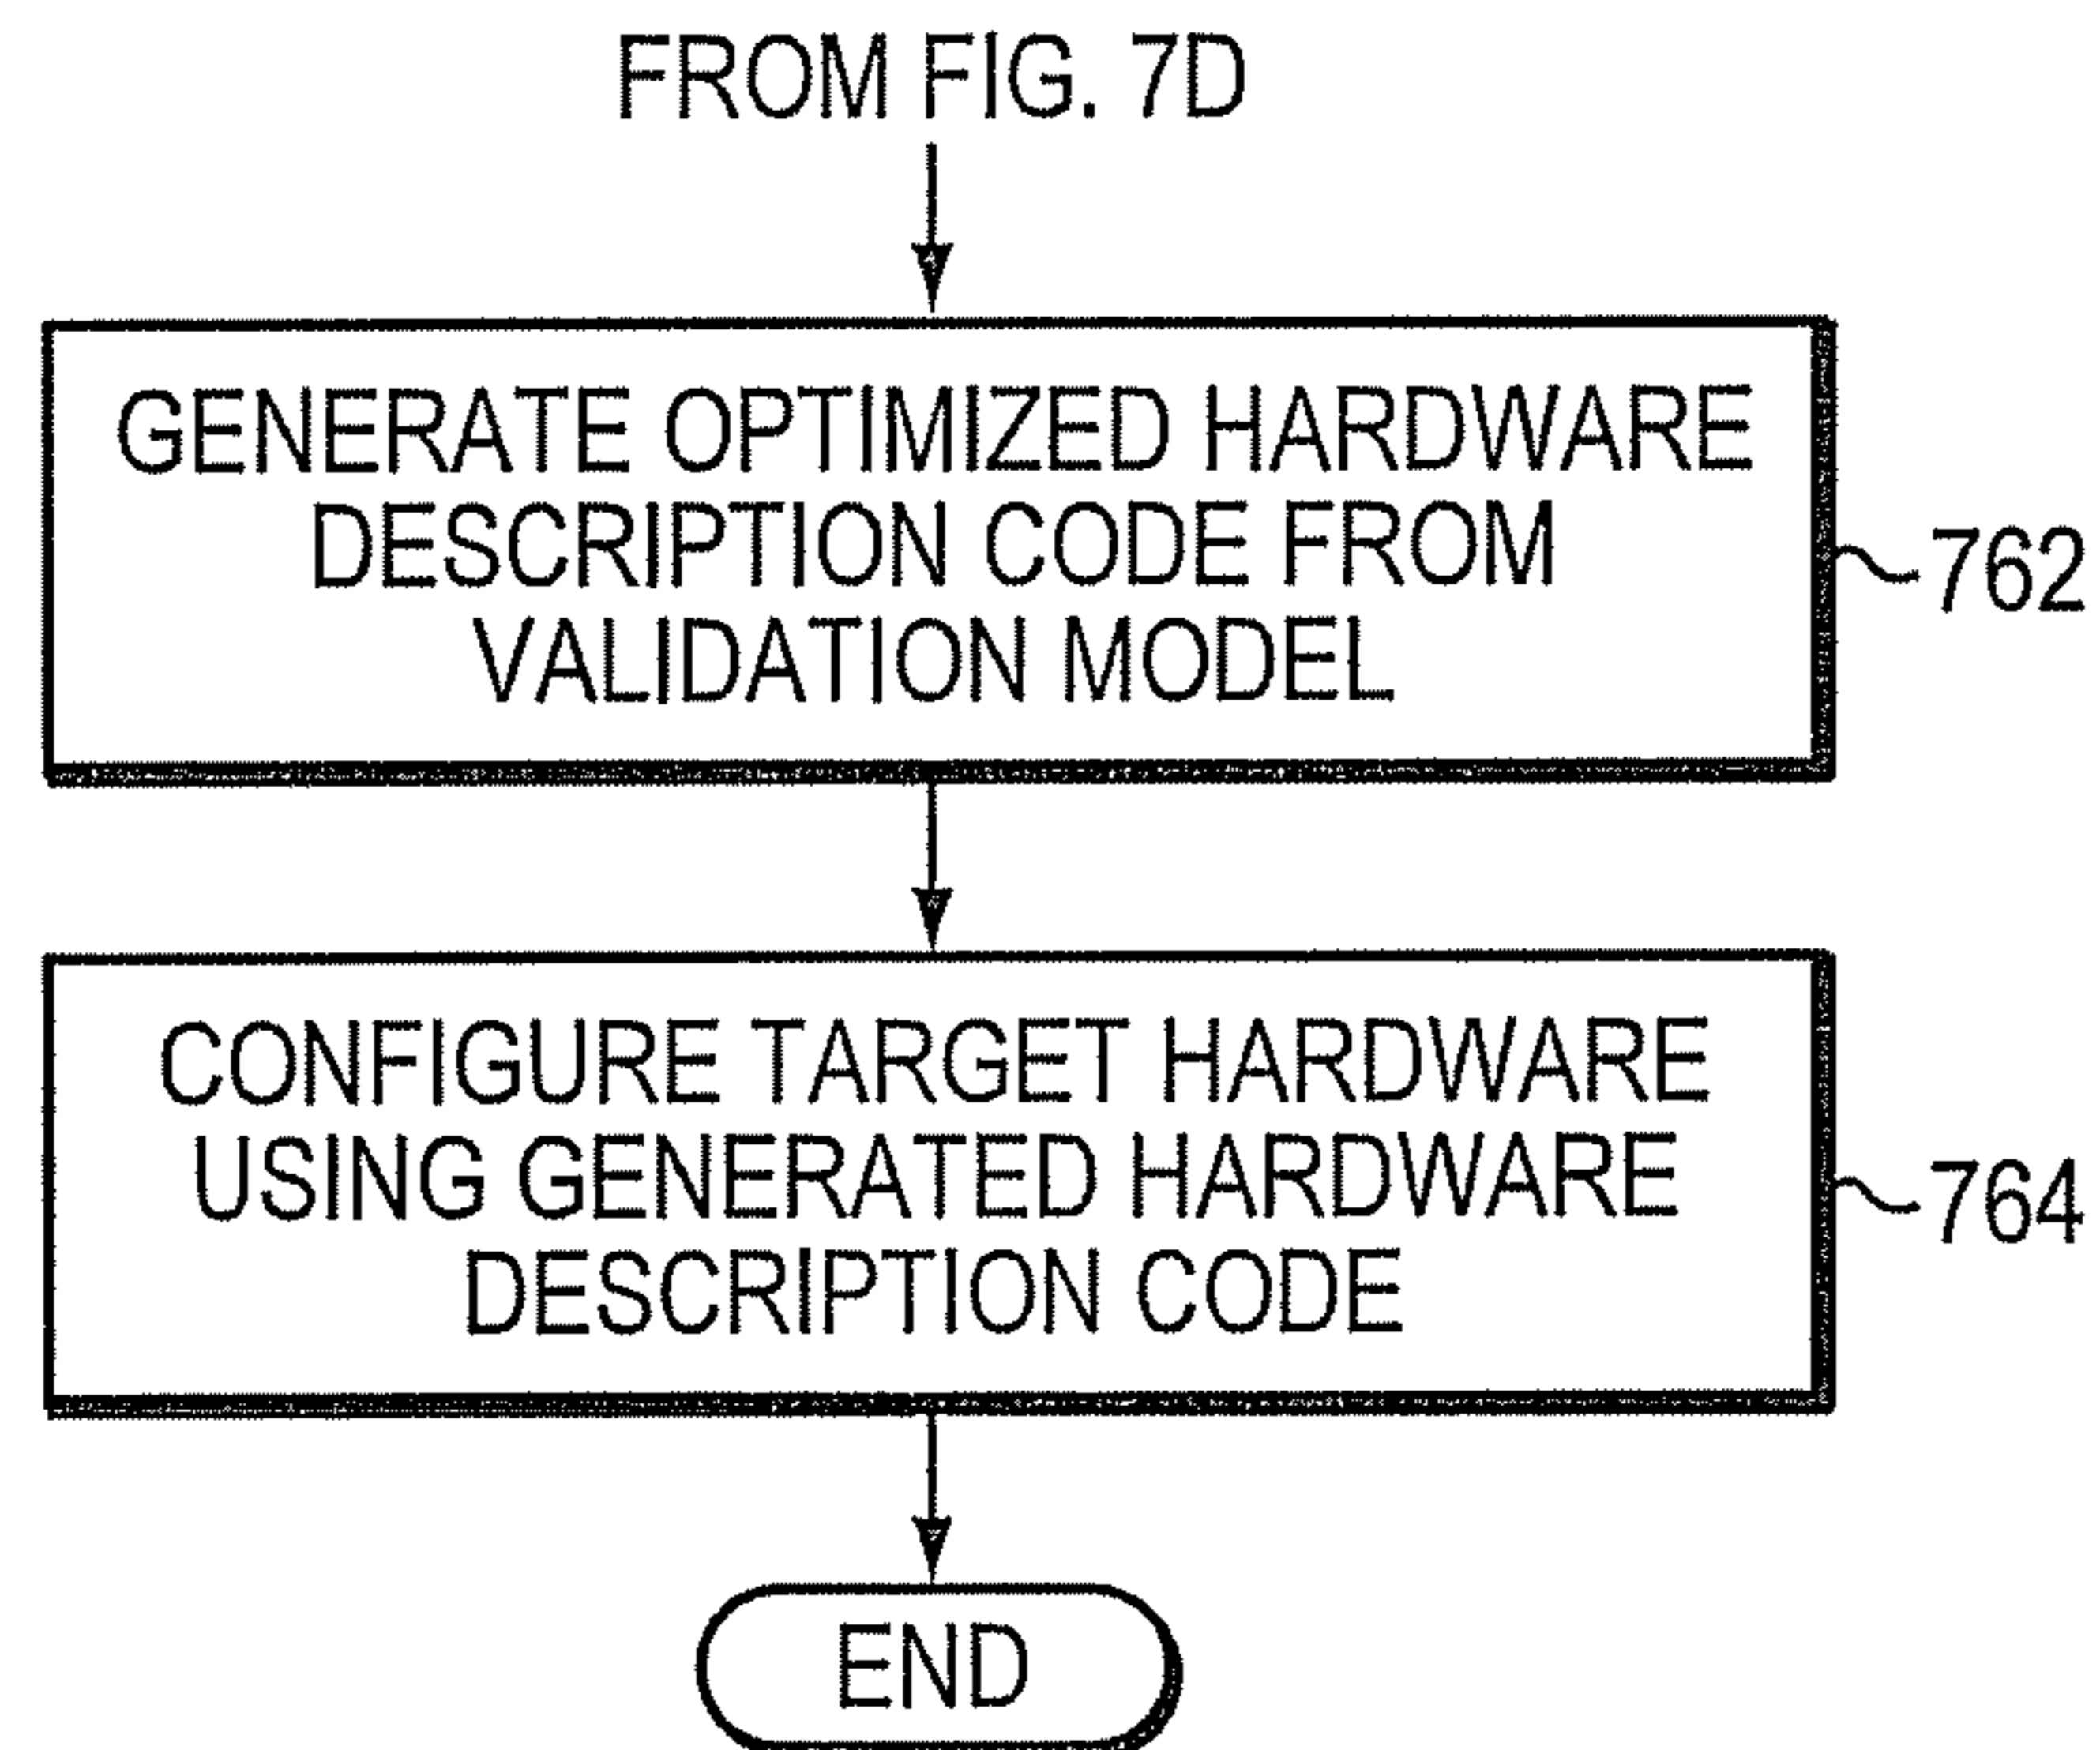 FROM FIG. 7D
GENERATE OPTIMIZED HARDWARE
DESCRIPTION CODE FROM
VALIDATION MODEL
762
CONFIGURE TARGET HARDWARE
USING GENERATED HARDWARE
DESCRIPTION CODE
764
END